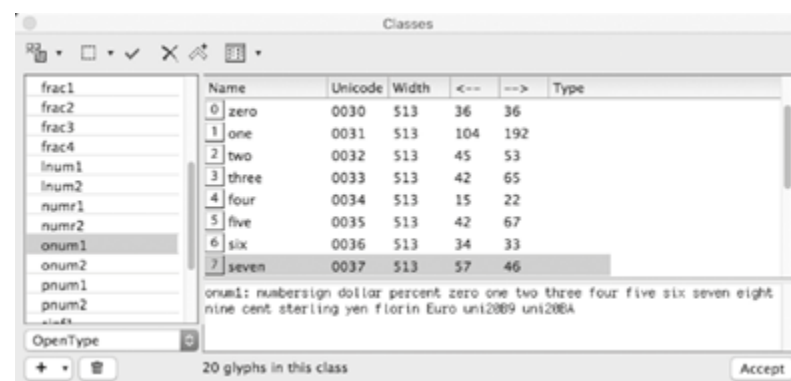 Classes
frac1
frac2
frac3
frac4
lnum1
lnum2
numr1
numr2
onum1
onum2
pnum1
pnum2
OpenType
Name Unicode Width <-- --> Type
0 zero 0030 513 36 36
1 one 0031 513 104 192
2 two 0032 513 45 53
3 three 0033 513 42 65
4 four 0034 513 15 22
5 five 0035 513 42 67
6 six 0036 513 34 33
7 seven 0037 513 57 46
onum1: numbersign dollar percent zero one two three four five six seven eight
nine cent sterling yen florin Euro uni20B9 uni20BA
20 glyphs in this class
Accept